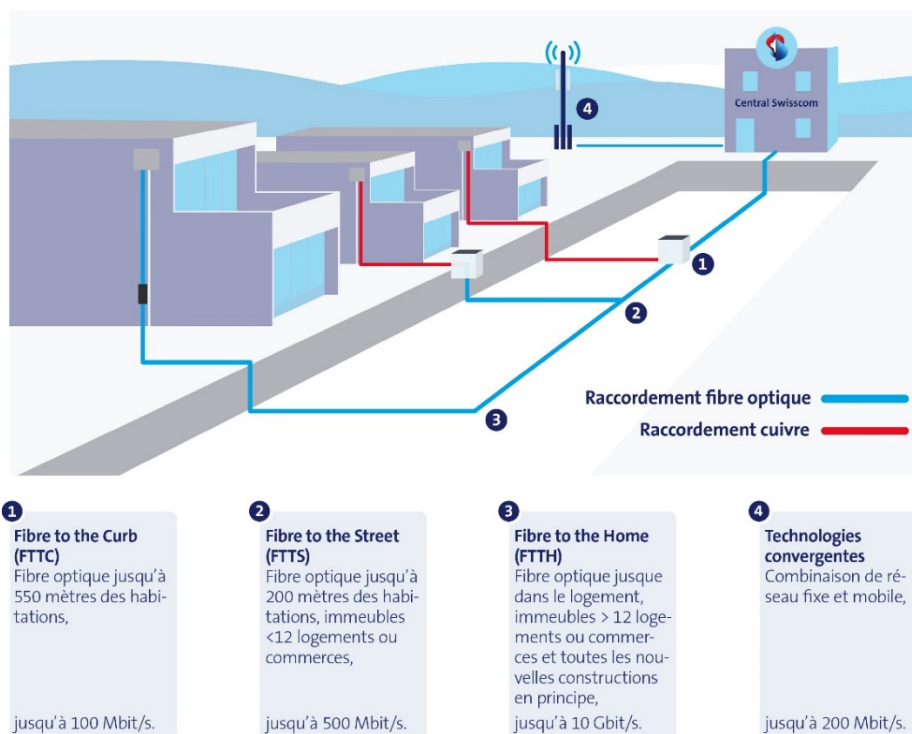 4
Central Swisscom
1
2
3
Raccordement fibre optique
Raccordement cuivre
1
Fibre to the Curb
(FTTC)
Fibre optique jusqu'à
550 mètres des habi-
tations,
jusqu'à 100 Mbit/s.
2
Fibre to the Street
(FTTS)
Fibre optique jusqu'à
200 mètres des habi-
tations, immeubles
<12 logements ou
commerces,
jusqu'à 500 Mbit/s.
3
Fibre to the Home
(FTTH)
Fibre optique jusque
dans le logement,
immeubles > 12 loge-
ments ou commer-
ces et toutes les nou-
velles constructions
en principe,
jusqu'à 10 Gbit/s.
4
Technologies
convergentes
Combinaison de ré-
seau fixe et mobile,
jusqu'à 200 Mbit/s.